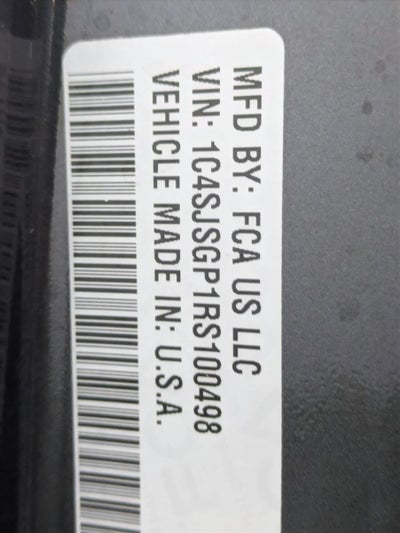 MFD BY: FCA US LLC
VIN: 1C4SJSGP1RS100498
VEHICLE MADE IN: U.S.A.